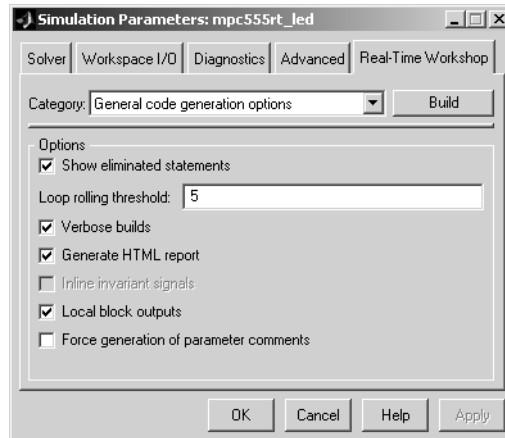 Simulation Parameters: mpc555rt_led
Solver Workspace I/O Diagnostics Advanced Real-Time Workshop
Category: General code generation options Build
Options
Show eliminated statements
Loop rolling threshold: 5
Verbose builds
Generate HTML report
Inline invariant signals
Local block outputs
Force generation of parameter comments
OK Cancel Help Apply